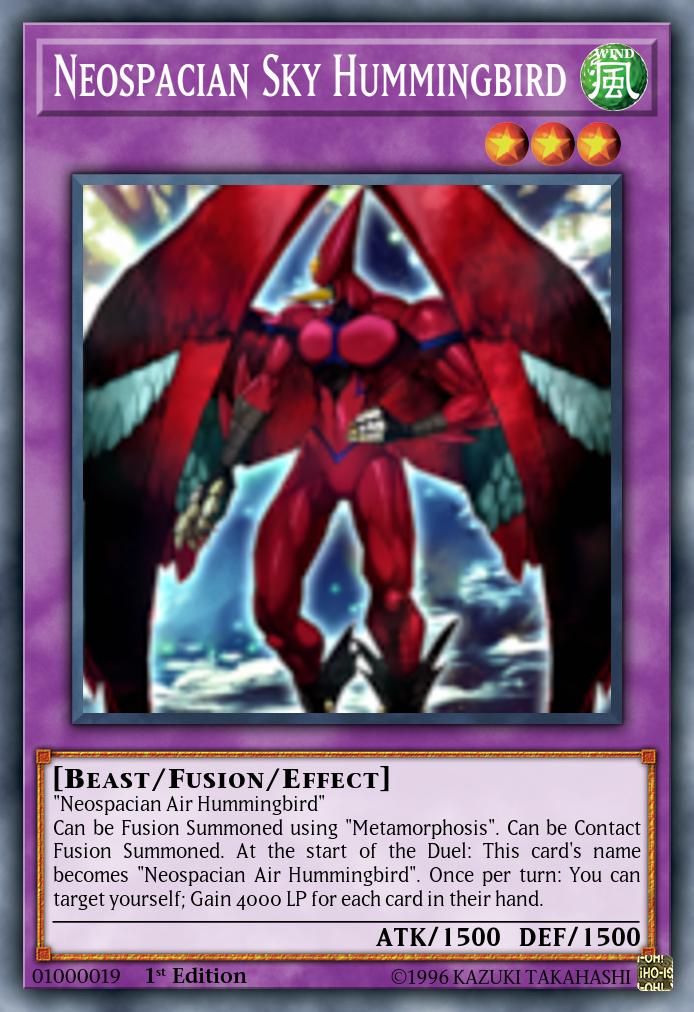 Neospacian Sky Hummingbird
WIND
風
[Beast/Fusion/Effect]
"Neospacian Air Hummingbird"
Can be Fusion Summoned using "Metamorphosis". Can be Contact
Fusion Summoned. At the start of the Duel: This card's name
becomes "Neospacian Air Hummingbird". Once per turn: You can
target yourself; Gain 4000 LP for each card in their hand.
ATK/1500 DEF/1500
01000019 1st Edition ©1996 KAZUKI TAKAHASHI